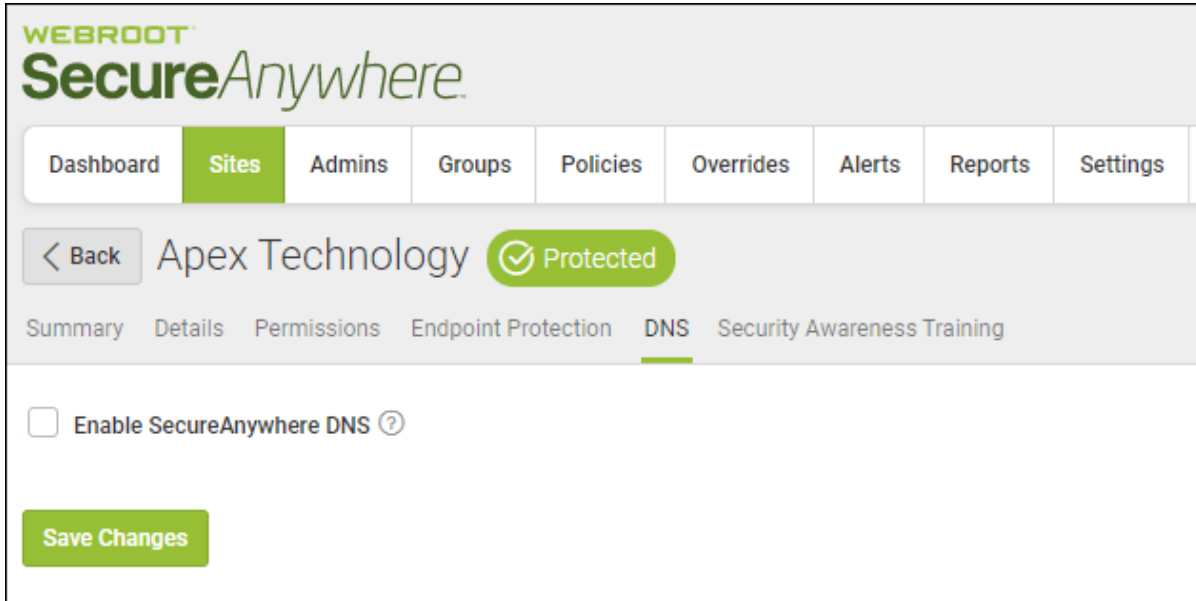 WEBROOT
SecureAnywhere.
Dashboard Sites Admins Groups Policies Overrides Alerts Reports Settings
< Back Apex Technology Protected
Summary Details Permissions Endpoint Protection DNS Security Awareness Training
Enable SecureAnywhere DNS ?
Save Changes